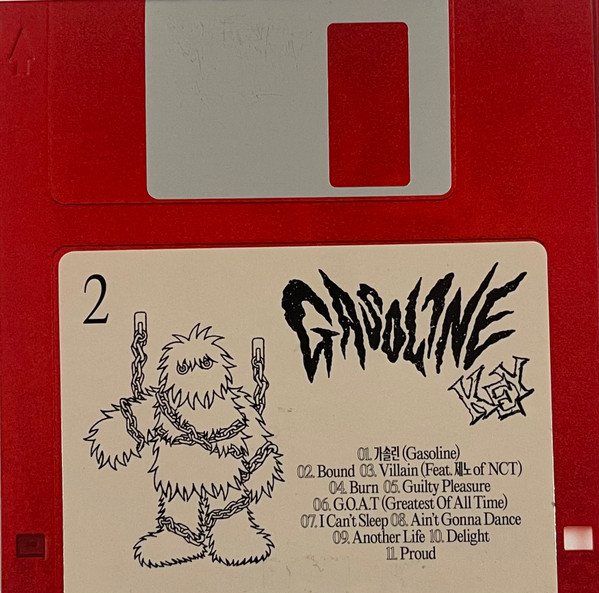 2
GASOLINE
KEY
01. 가솔린 (Gasoline)
02. Bound 03. Villain (Feat. 제노 of NCT)
04. Burn 05. Guilty Pleasure
06. G.O.A.T (Greatest Of All Time)
07. I Can't Sleep 08. Ain't Gonna Dance
09. Another Life 10. Delight
11. Proud